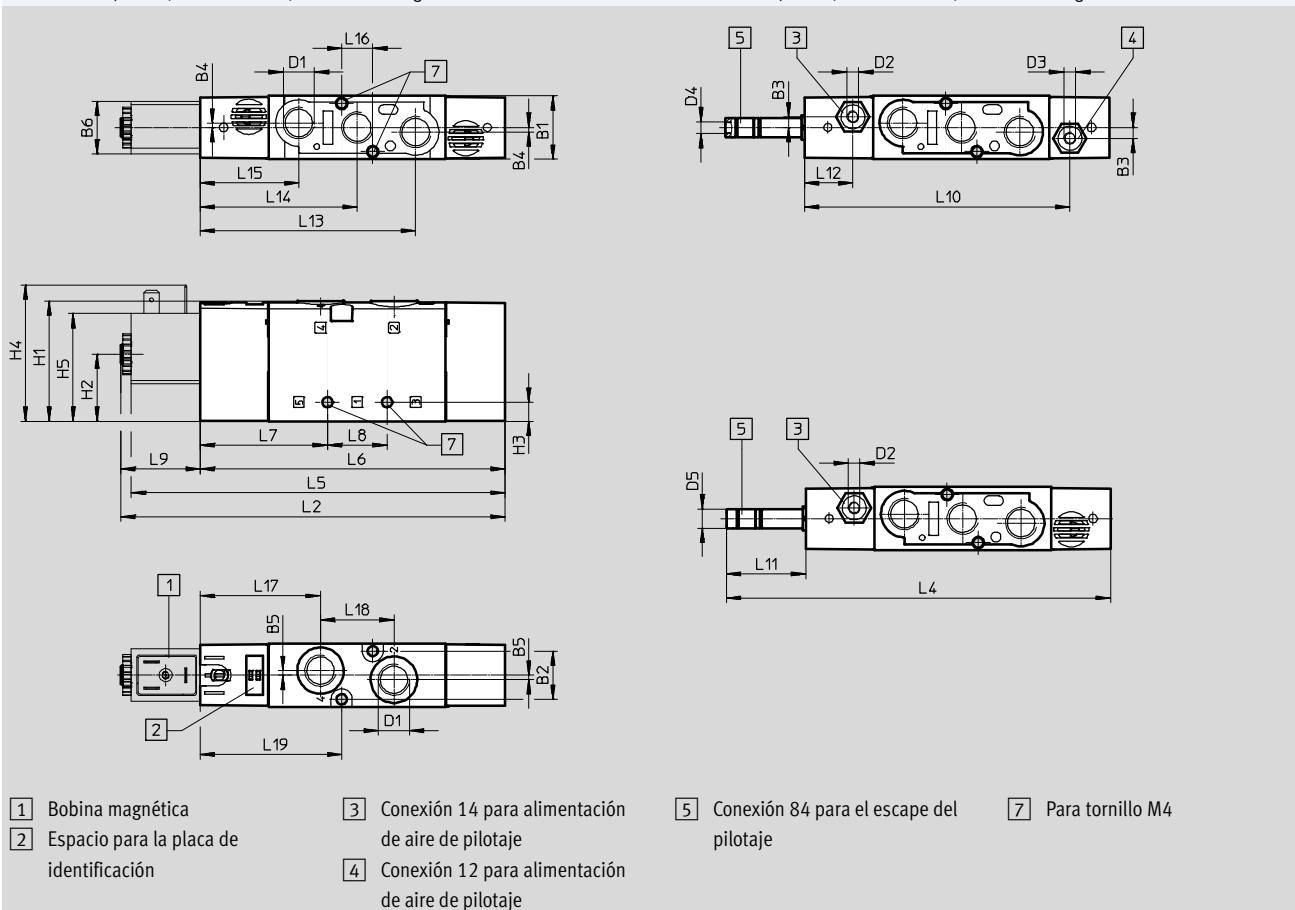 L16
D1
7
B4
B6
B1
B4
L15
L14
L13
5
3
4
D2
D3
D4
B3
B3
L12
L10
H4
H1
H5
H2
4
2
5
1
3
H3
7
L7
L8
L9
L6
L5
L2
5
3
D2
D5
L11
L4
1
L17
L18
B5
B5
B2
2
4
D1
2
L19
1 Bobina magnética
2 Espacio para la placa de
identificación
3 Conexión 14 para alimentación
de aire de pilotaje
4 Conexión 12 para alimentación
de aire de pilotaje
5 Conexión 84 para el escape del
pilotaje
7 Para tornillo M4